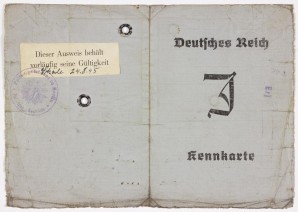 Dieser Ausweis behält
vorläufig seine Gültigkeit
24.8.45
Deutsches Reich
J
Kennkarte